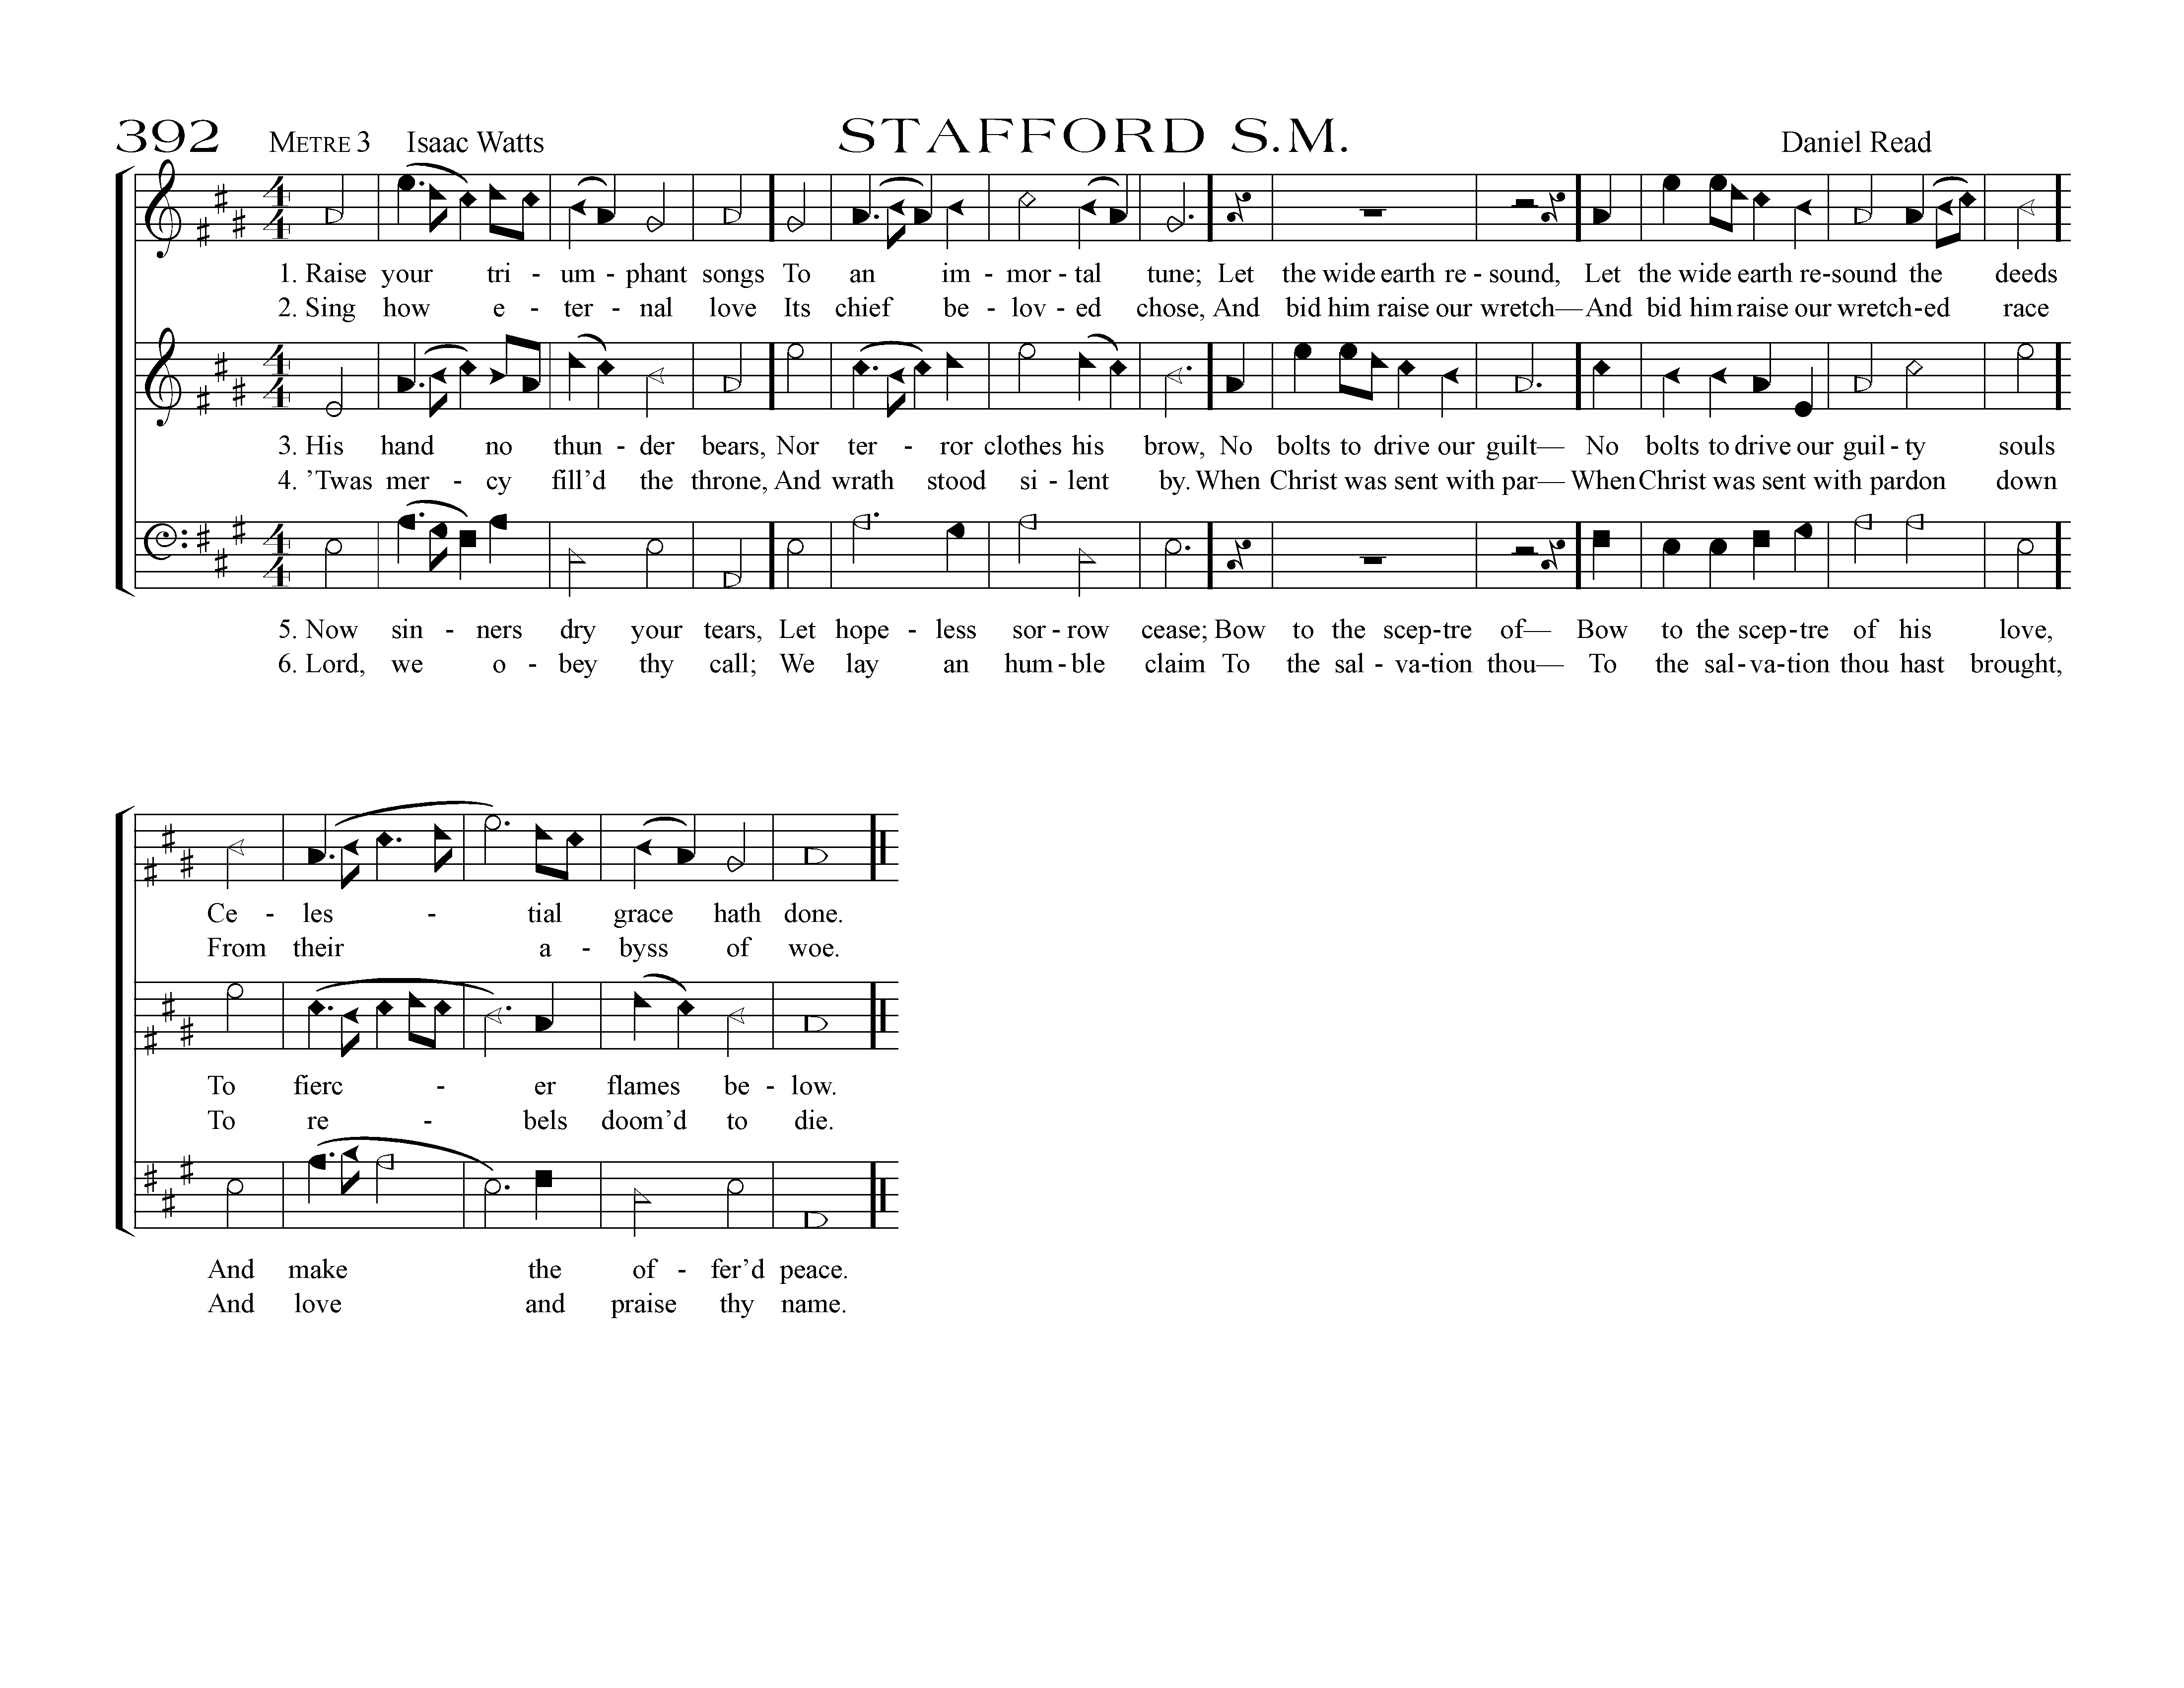 392 METRE 3 Isaac Watts STAFFORD S.M. Daniel Read
1. Raise your tri - um - phant songs To an im - mor - tal tune; Let the wide earth re - sound, Let the wide earth re-sound the deeds
2. Sing how e - ter - nal love Its chief be - lov - ed chose, And bid him raise our wretch— And bid him raise our wretch-ed race
3. His hand no thun - der bears, Nor ter - ror clothes his brow, No bolts to drive our guilt— No bolts to drive our guil - ty souls
4. ’Twas mer - cy fill’d the throne, And wrath stood si - lent by. When Christ was sent with par— When Christ was sent with pardon down
5. Now sin - ners dry your tears, Let hope - less sor - row cease; Bow to the scep-tre of— Bow to the scep-tre of his love,
6. Lord, we o - bey thy call; We lay an hum - ble claim To the sal - va-tion thou— To the sal-va-tion thou hast brought,
Ce - les - tial grace hath done.
From their a - byss of woe.
To fierc - er flames be - low.
To re - bels doom’d to die.
And make the of - fer’d peace.
And love and praise thy name.